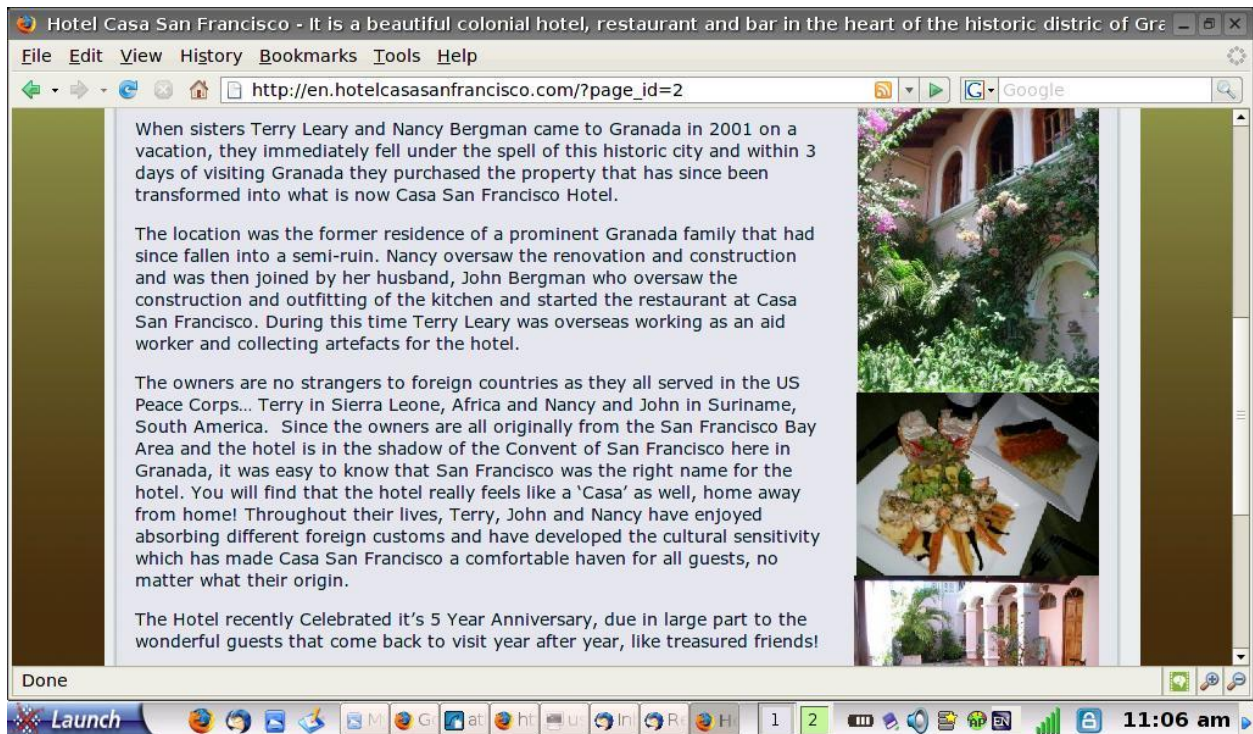 Hotel Casa San Francisco - It is a beautiful colonial hotel, restaurant and bar in the heart of the historic distric of Gra
File Edit View History Bookmarks Tools Help
http://en.hotelcasasanfrancisco.com/?page_id=2
G Google
When sisters Terry Leary and Nancy Bergman came to Granada in 2001 on a
vacation, they immediately fell under the spell of this historic city and within 3
days of visiting Granada they purchased the property that has since been
transformed into what is now Casa San Francisco Hotel.
The location was the former residence of a prominent Granada family that had
since fallen into a semi-ruin. Nancy oversaw the renovation and construction
and was then joined by her husband, John Bergman who oversaw the
construction and outfitting of the kitchen and started the restaurant at Casa
San Francisco. During this time Terry Leary was overseas working as an aid
worker and collecting artefacts for the hotel.
The owners are no strangers to foreign countries as they all served in the US
Peace Corps... Terry in Sierra Leone, Africa and Nancy and John in Suriname,
South America.  Since the owners are all originally from the San Francisco Bay
Area and the hotel is in the shadow of the Convent of San Francisco here in
Granada, it was easy to know that San Francisco was the right name for the
hotel. You will find that the hotel really feels like a ‘Casa’ as well, home away
from home! Throughout their lives, Terry, John and Nancy have enjoyed
absorbing different foreign customs and have developed the cultural sensitivity
which has made Casa San Francisco a comfortable haven for all guests, no
matter what their origin.
The Hotel recently Celebrated it’s 5 Year Anniversary, due in large part to the
wonderful guests that come back to visit year after year, like treasured friends!
Done
Launch M Go at ht us In Re H 1 2 AP EN 11:06 am